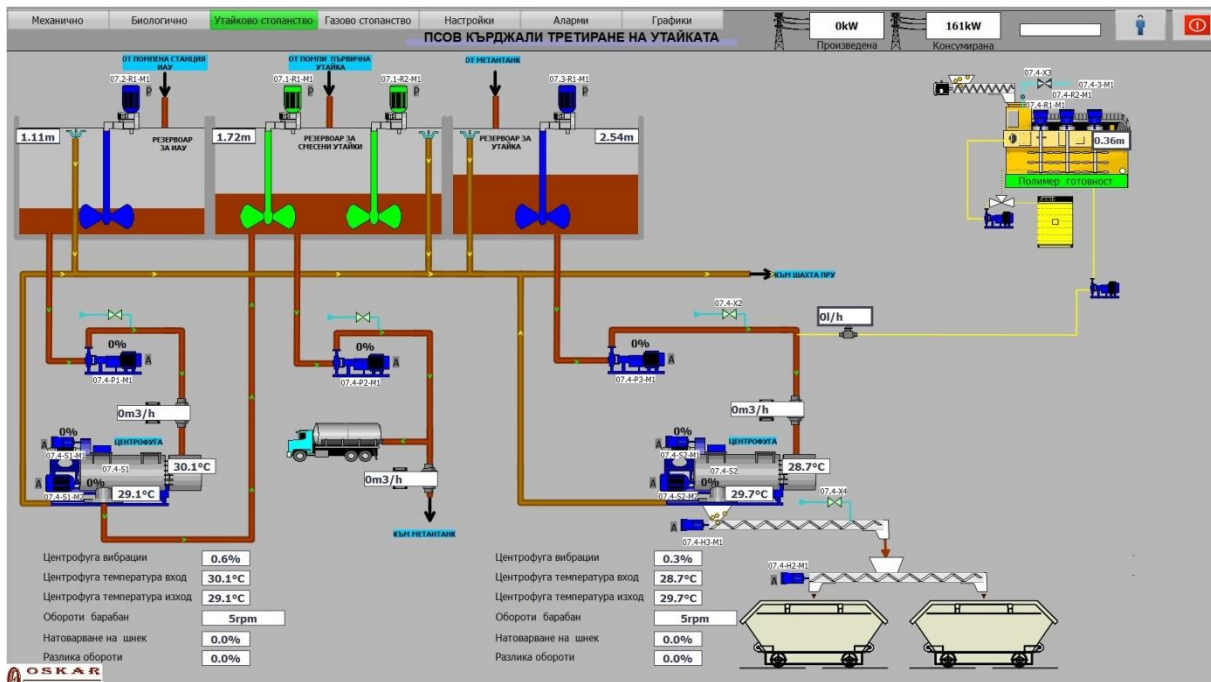 Механично
Биологично
Утайково стопанство
Газово стопанство
Настройки
Аларми
Графики
0kW
161kW
Произведена
Консумирана
ПСОВ КЪРДЖАЛИ ТРЕТИРАНЕ НА УТАЙКАТА
ОТ ПОМПЕНА СТАНЦИЯ
ИАУ
ОТ ПОМПИ ПЪРВИЧНА
УТАЙКА
ОТ МЕТАНТАНК
07.2-R1-M1
P
07.1-R1-M1
P
07.1-R2-M1
P
07.3-R1-M1
P
07.4-X3
07.4-3-M1
07.4-R2-M1
07.4-R1-M1
1.11m
РЕЗЕРВОАР
ЗА ИАУ
1.72m
РЕЗЕРВОАР ЗА
СМЕСЕНИ УТАЙКИ
РЕЗЕРВОАР ЗА
УТАЙКА
2.54m
0.36m
Полимер готовност
КЪМ ШАХТА ПРУ
07.4-X2
0l/h
0%
A
07.4-P1-M1
0%
A
07.4-P2-M1
0%
A
07.4-P3-M1
0m3/h
0m3/h
0m3/h
0%
ЦЕНТРОФУГА
A
07.4-S1-M1
07.4-S1
30.1°C
A
0%
07.4-S1-M2
29.1°C
КЪМ МЕТАНТАНК
0%
ЦЕНТРОФУГА
A
07.4-S2-M1
07.4-S2
28.7°C
A
0%
07.4-S2-M2
29.7°C
07.4-X4
A
07.4-H3-M1
07.4-H2-M1
A
Центрофуга вибрации 0.6%
Центрофуга температура вход 30.1°C
Центрофуга температура изход 29.1°C
Обороти барабан 5rpm
Натоварване на шнек 0.0%
Разлика обороти 0.0%
Центрофуга вибрации 0.3%
Центрофуга температура вход 28.7°C
Центрофуга температура изход 29.7°C
Обороти барабан 5rpm
Натоварване на шнек 0.0%
Разлика обороти 0.0%
OSKAR